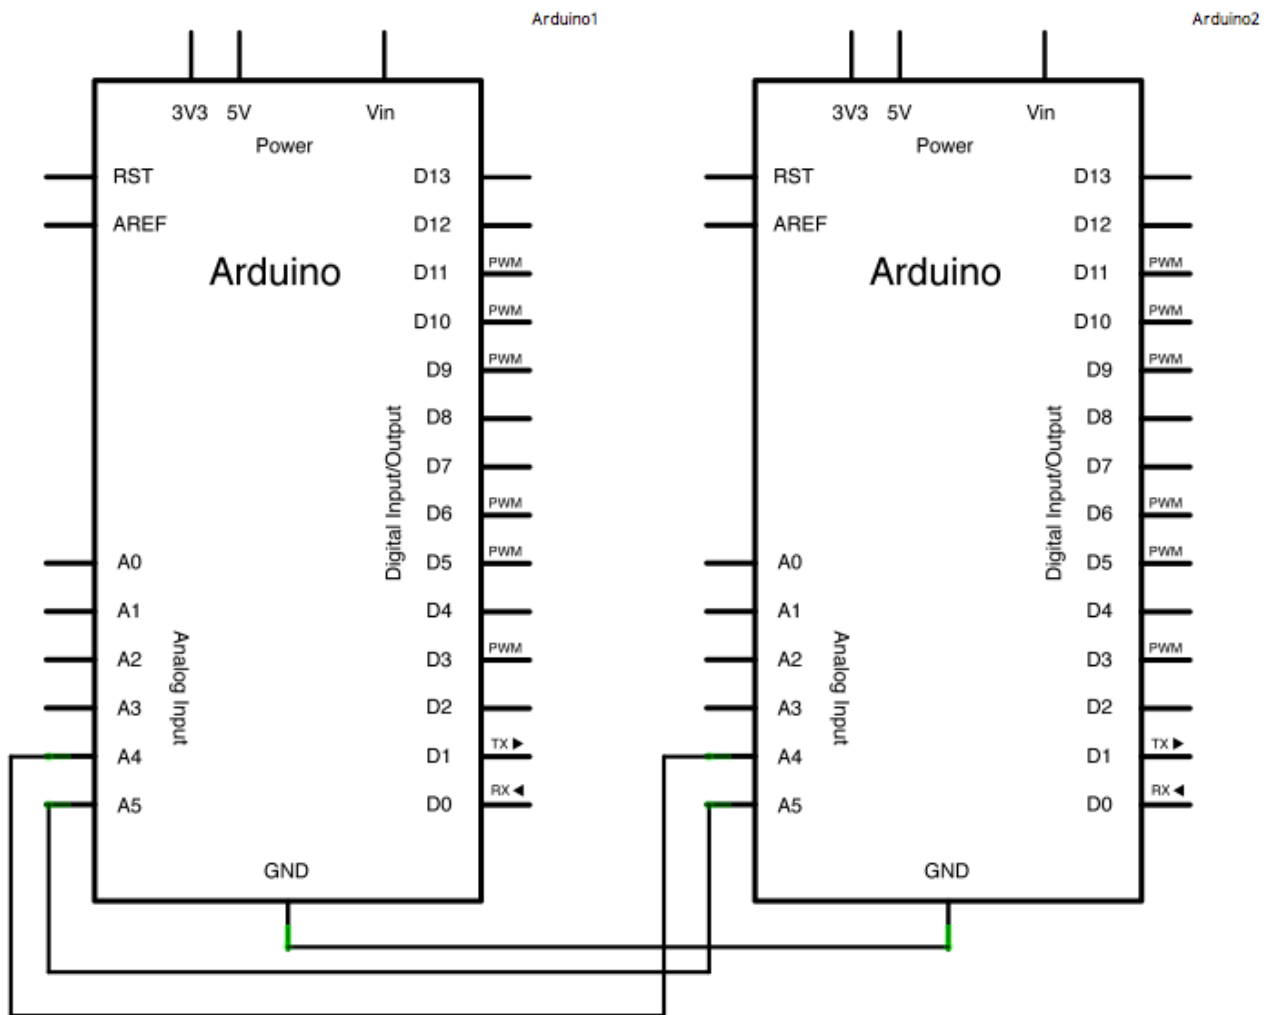 Arduino1
3V3 5V Vin
Power
RST D13
AREF D12
Arduino
D11 PWM
D10 PWM
D9 PWM
D8
D7
D6 PWM
Digital Input/Output
A0 D5 PWM
A1 D4
A2 D3 PWM
A3 D2
Analog Input
A4 D1 TX ▶
A5 D0 RX ◀
GND
Arduino2
3V3 5V Vin
Power
RST D13
AREF D12
Arduino
D11 PWM
D10 PWM
D9 PWM
D8
D7
D6 PWM
Digital Input/Output
A0 D5 PWM
A1 D4
A2 D3 PWM
A3 D2
Analog Input
A4 D1 TX ▶
A5 D0 RX ◀
GND